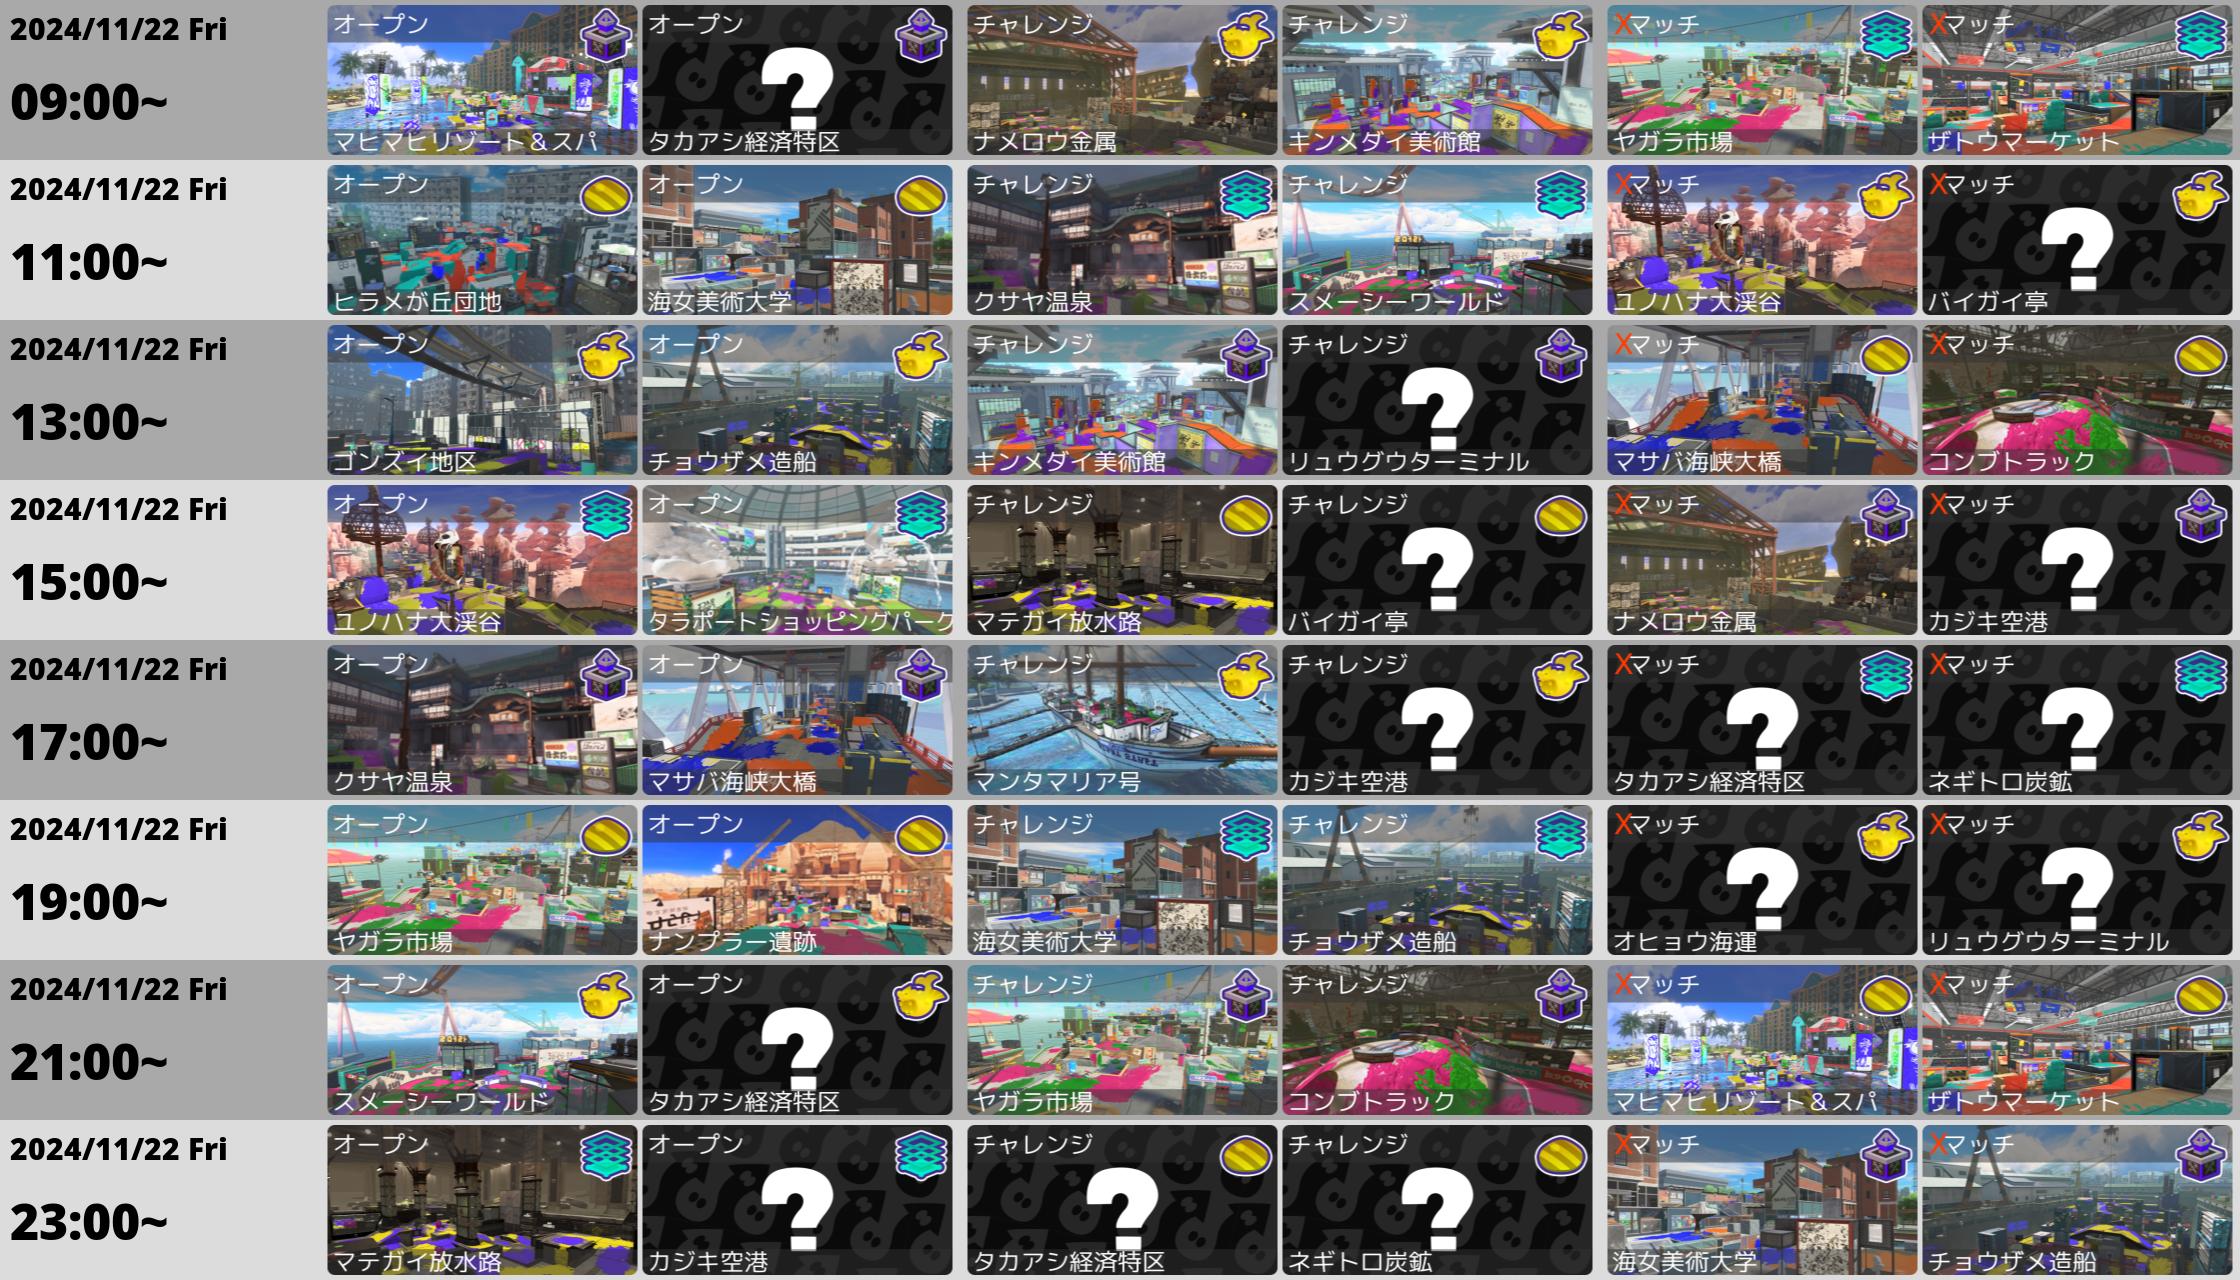 2024/11/22 Fri
09:00~
オープン
マヒマヒリゾート&スパ
オープン
?
タカアシ経済特区
チャレンジ
ナメロウ金属
チャレンジ
キンメダイ美術館
Xマッチ
ヤガラ市場
Xマッチ
ザトウマーケット
2024/11/22 Fri
11:00~
オープン
ヒラメが丘団地
オープン
海女美術大学
チャレンジ
クサヤ温泉
チャレンジ
スメーシーワールド
Xマッチ
ユノハナ大渓谷
Xマッチ
?
バイガイ亭
2024/11/22 Fri
13:00~
オープン
ゴンズイ地区
オープン
チョウザメ造船
チャレンジ
キンメダイ美術館
チャレンジ
?
リュウグウターミナル
Xマッチ
マサバ海峡大橋
Xマッチ
コンブトラック
2024/11/22 Fri
15:00~
オープン
ユノハナ大渓谷
オープン
タラポートショッピングパーク
チャレンジ
マテガイ放水路
チャレンジ
?
バイガイ亭
Xマッチ
ナメロウ金属
Xマッチ
?
カジキ空港
2024/11/22 Fri
17:00~
オープン
クサヤ温泉
オープン
マサバ海峡大橋
チャレンジ
マンタマリア号
チャレンジ
?
カジキ空港
Xマッチ
?
タカアシ経済特区
Xマッチ
?
ネギトロ炭鉱
2024/11/22 Fri
19:00~
オープン
ヤガラ市場
オープン
ナンプラー遺跡
チャレンジ
海女美術大学
チャレンジ
チョウザメ造船
Xマッチ
?
オヒョウ海運
Xマッチ
?
リュウグウターミナル
2024/11/22 Fri
21:00~
オープン
スメーシーワールド
オープン
?
タカアシ経済特区
チャレンジ
ヤガラ市場
チャレンジ
コンブトラック
Xマッチ
マヒマヒリゾート&スパ
Xマッチ
ザトウマーケット
2024/11/22 Fri
23:00~
オープン
マテガイ放水路
オープン
?
カジキ空港
チャレンジ
?
タカアシ経済特区
チャレンジ
?
ネギトロ炭鉱
Xマッチ
海女美術大学
Xマッチ
チョウザメ造船